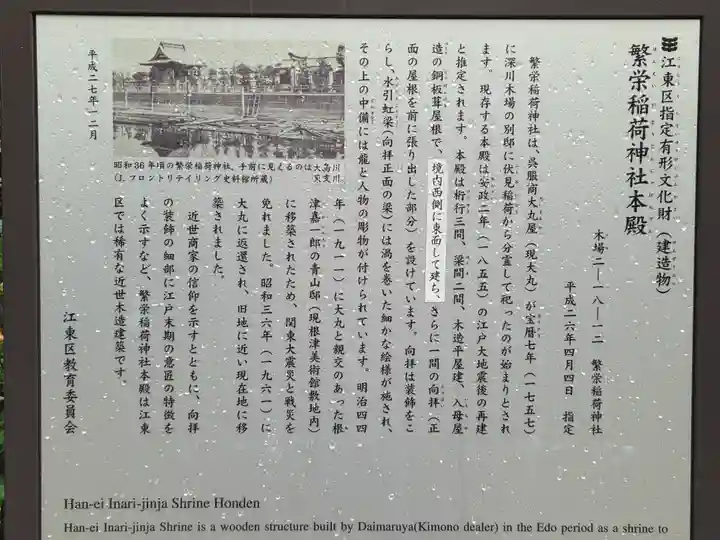 江東区指定有形文化財（建造物）
繁栄稲荷神社本殿
木場二―一八―一二　繁栄稲荷神社
平成二六年四月四日　指定
繁栄稲荷神社は、呉服商大丸屋（現大丸）が宝暦七年（一七五七）
に深川木場の別邸に伏見稲荷から分霊して祀ったのが始まりとされ
ます。現存する本殿は安政二年（一八五五）の江戸大地震後の再建
と推定されます。本殿は桁行三間、梁間二間、木造平屋建、入母屋
造の銅板葺屋根で、境内西側に東面して建ち、さらに一間の向拝（正
面の屋根を前に張り出した部分）を設けています。向拝は装飾をこ
らし、水引虹梁（向拝正面の梁）には渦を巻いた細かな絵様が施され、
その上の中備には龍と人物の彫物が付けられています。明治四四
年（一九一一）に大丸と親交のあった根
津嘉一郎の青山邸（現根津美術館敷地内）
に移築されたため、関東大震災と戦災を
免れました。昭和三六年（一九六一）に
大丸に返還され、旧地に近い現在地に移
築されました。
近世商家の信仰を示すとともに、向拝
の装飾の細部に江戸末期の意匠の特徴を
よく示すなど、繁栄稲荷神社本殿は江東
区では稀有な近世木造建築です。
江東区教育委員会
平成二七年二月
昭和36年頃の繁栄稲荷神社、手前に見えるのは大島川東支川
（J. フロントリテイリング史料館所蔵）
Han-ei Inari-jinja Shrine Honden
Han-ei Inari-jinja Shrine is a wooden structure built by Daimaruya(Kimono dealer) in the Edo period as a shrine to